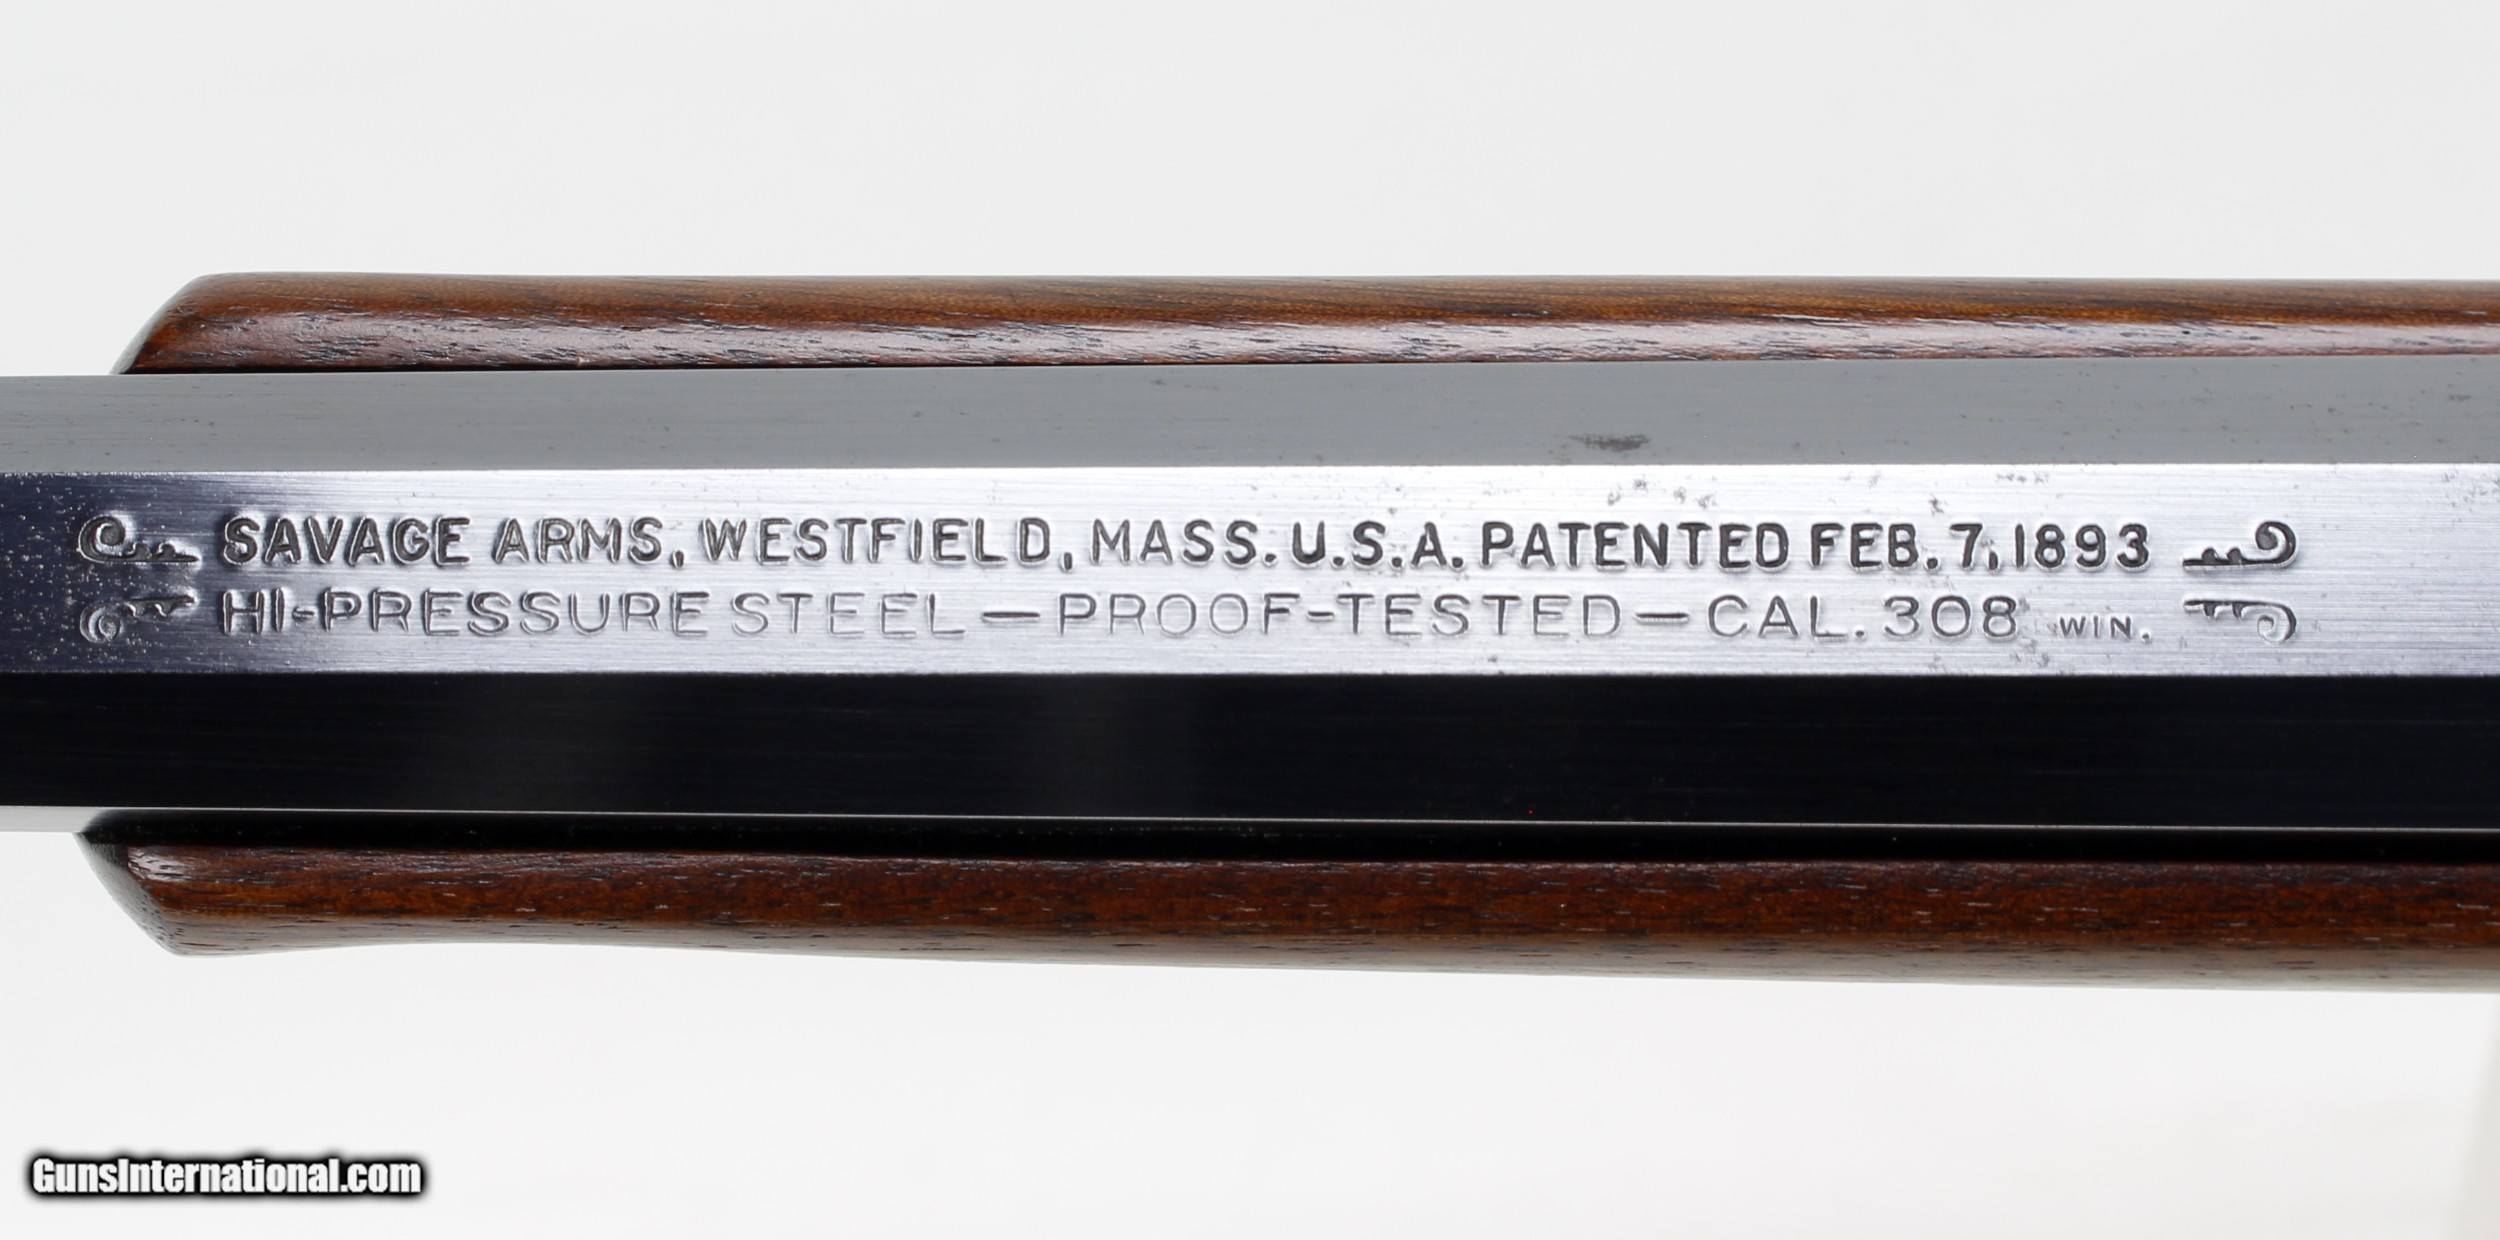 SAVAGE ARMS, WESTFIELD, MASS. U.S.A. PATENTED FEB. 7, 1893
HI-PRESSURE STEEL — PROOF-TESTED — CAL. 308 WIN.
GunsInternational.com